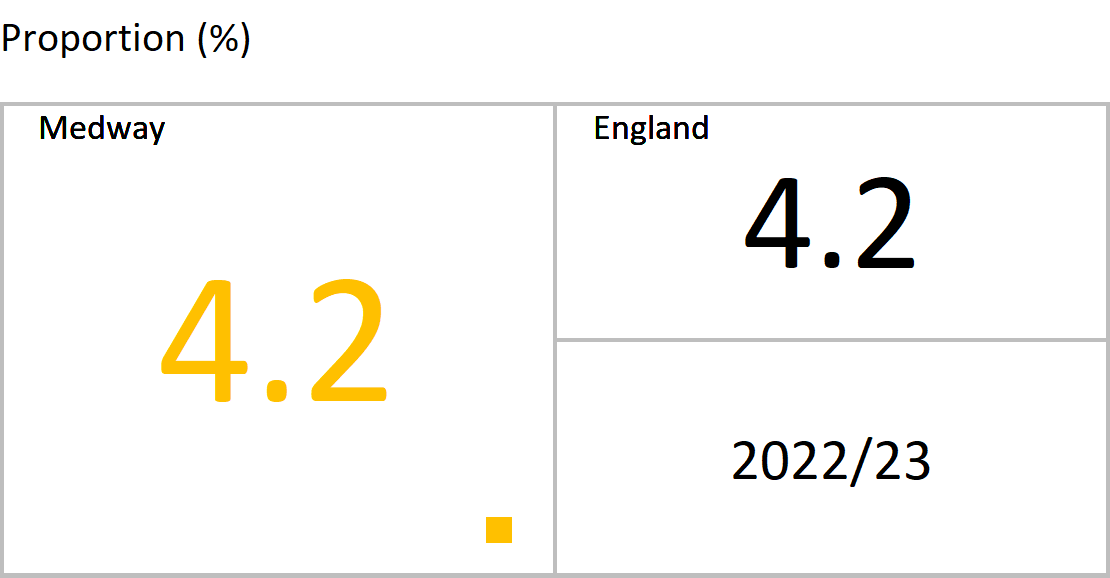 Proportion (%)
Medway
4.2
England
4.2
2022/23